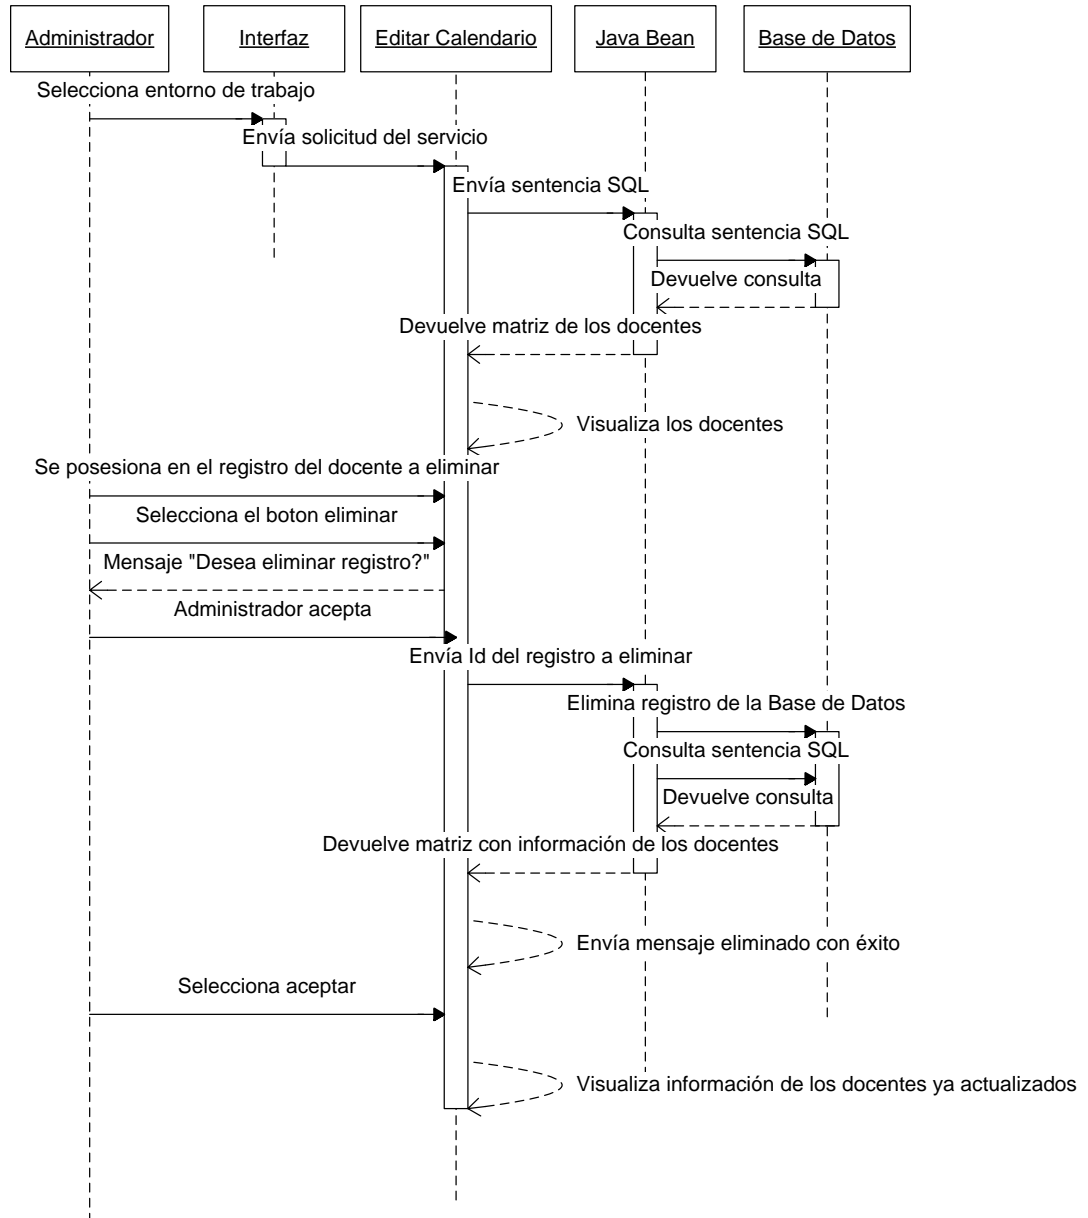 Administrador
Interfaz
Editar Calendario
Java Bean
Base de Datos
Selecciona entorno de trabajo
Envía solicitud del servicio
Envía sentencia SQL
Consulta sentencia SQL
Devuelve consulta
Devuelve matriz de los docentes
Visualiza los docentes
Se posesiona en el registro del docente a eliminar
Selecciona el boton eliminar
Mensaje "Desea eliminar registro?"
Administrador acepta
Envía Id del registro a eliminar
Elimina registro de la Base de Datos
Consulta sentencia SQL
Devuelve consulta
Devuelve matriz con información de los docentes
Envía mensaje eliminado con éxito
Selecciona aceptar
Visualiza información de los docentes ya actualizados